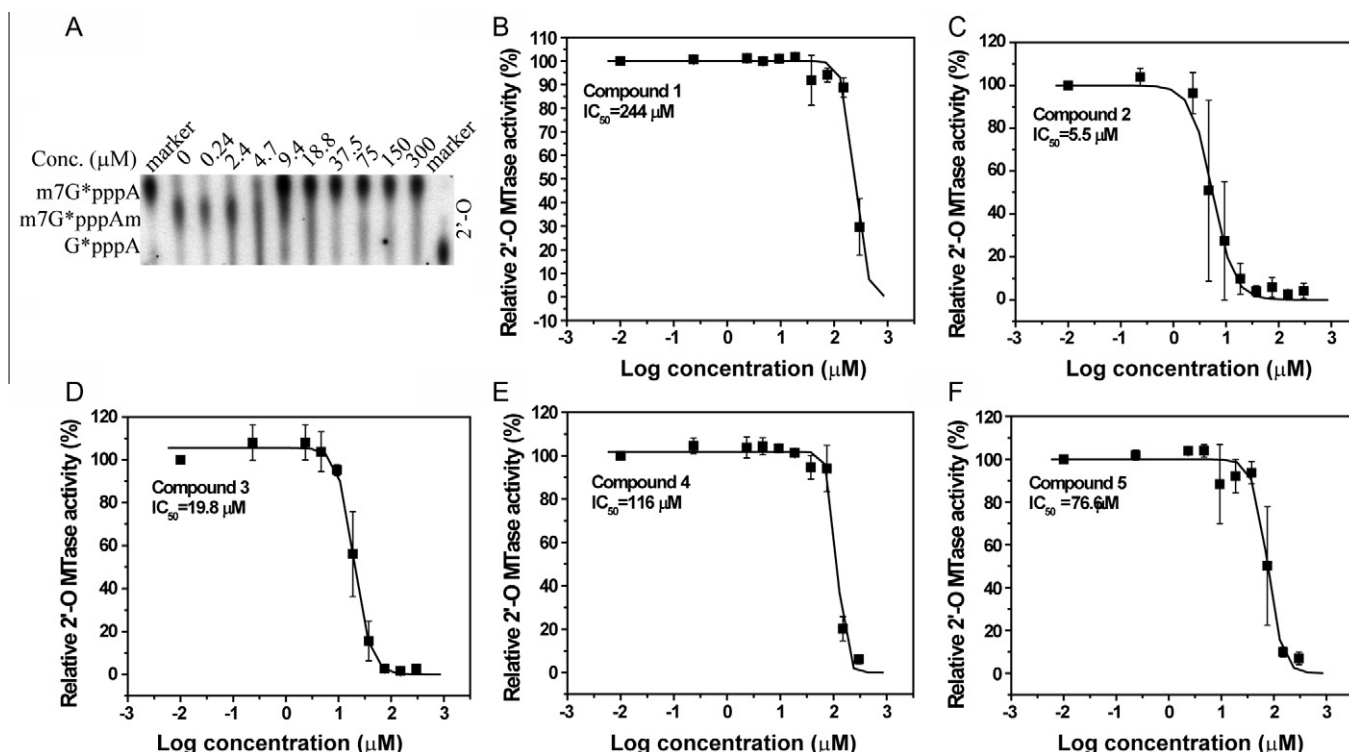 A
Conc. (μM)
marker 0 0.24 2.4 4.7 9.4 18.8 37.5 75 150 300 marker
m7G*pppA
m7G*pppAm
G*pppA
2'-O
B
Relative 2'-O MTase activity (%)
110
100
90
80
70
60
50
40
30
20
10
0
-10
Compound 1
IC50=244 μM
-3 -2 -1 0 1 2 3
Log concentration (μM)
C
Relative 2'-O MTase activity (%)
120
100
80
60
40
20
0
Compound 2
IC50=5.5 μM
-3 -2 -1 0 1 2 3
Log concentration (μM)
D
Relative 2'-O MTase activity (%)
120
100
80
60
40
20
0
Compound 3
IC50=19.8 μM
-3 -2 -1 0 1 2 3
Log concentration (μM)
E
Relative 2'-O MTase activity (%)
120
100
80
60
40
20
0
Compound 4
IC50=116 μM
-3 -2 -1 0 1 2 3
Log concentration (μM)
F
Relative 2'-O MTase activity (%)
120
100
80
60
40
20
0
Compound 5
IC50=76.6μM
-3 -2 -1 0 1 2 3
Log concentration (μM)